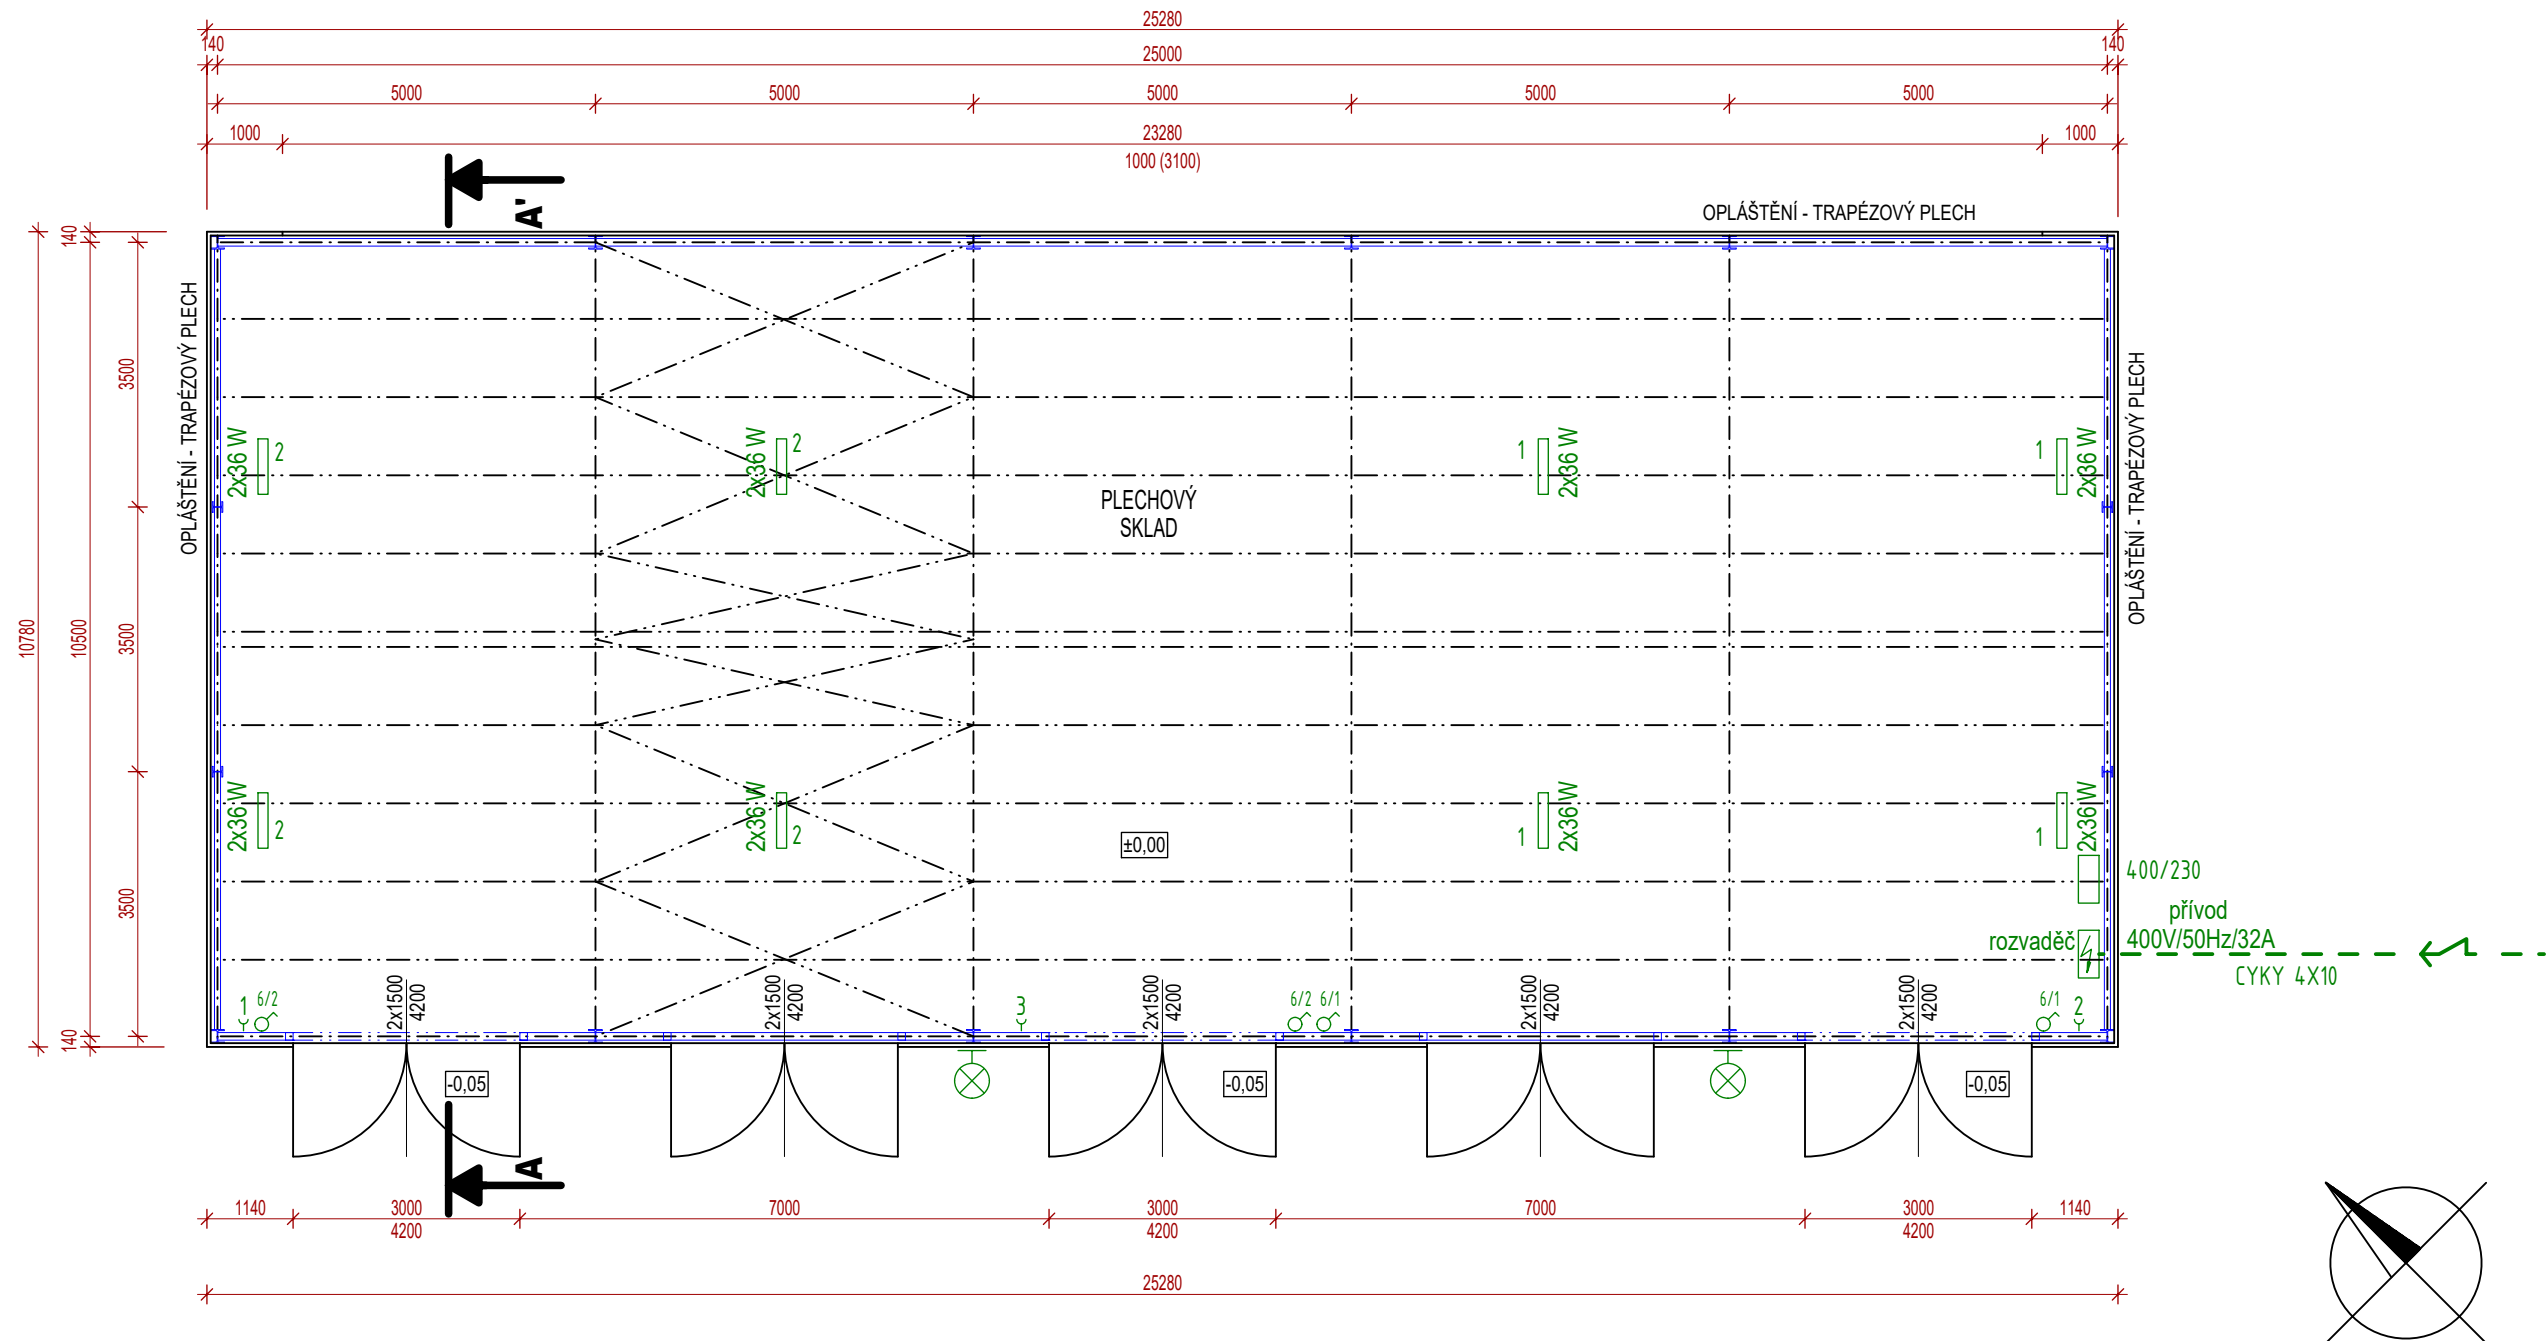 25280
140
25000
140
5000
5000
5000
5000
5000
1000
23280
1000
1000 (3100)
A'
OPLÁŠTĚNÍ - TRAPÉZOVÝ PLECH
140
OPLÁŠTĚNÍ - TRAPÉZOVÝ PLECH
3500
OPLÁŠTĚNÍ - TRAPÉZOVÝ PLECH
2x36 W
2
2x36 W
2
1
2x36 W
1
2x36 W
PLECHOVÝ
SKLAD
10780
10500
3500
2x36 W
2
2x36 W
2
1
2x36 W
1
2x36 W
±0,00
400/230
3500
přívod
rozvaděč
400V/50Hz/32A
CYKY 4X10
1
6/2
2x1500
4200
2x1500
4200
3
2x1500
4200
6/2
6/1
2x1500
4200
2x1500
4200
6/1
2
140
-0,05
-0,05
-0,05
A
1140
3000
4200
7000
3000
4200
7000
3000
4200
1140
25280